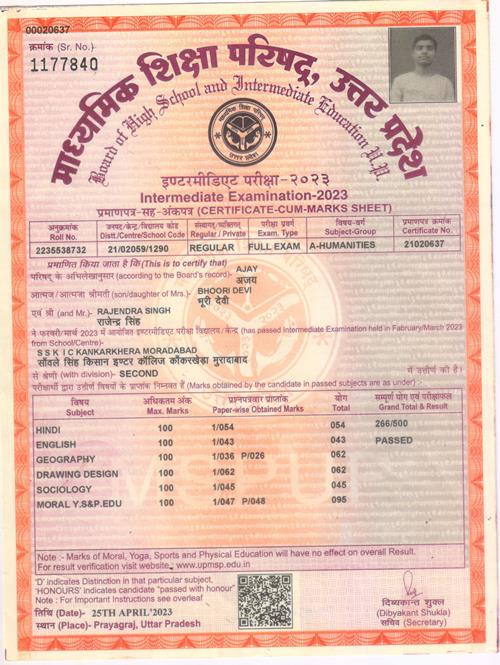 00020637
क्रमांक (Sr. No.)
1177840
माध्यमिक शिक्षा परिषद्, उत्तर प्रदेश
Board of High School and Intermediate Education U.P.
इण्टरमीडिएट परीक्षा-२०२३
Intermediate Examination-2023
प्रमाणपत्र-सह-अंकपत्र (CERTIFICATE-CUM-MARKS SHEET)
अनुक्रमांक जनपद/केन्द्र/विद्यालय कोड संस्थागत/व्यक्तिगत परीक्षा प्रवर्ग विषय-वर्ग प्रमाणपत्र क्रमांक
Roll No. Distt./Centre/School Code Regular / Private Exam. Type Subject-Group Certificate No.
2235538732 21/02059/1290 REGULAR FULL EXAM A-HUMANITIES 21020637
प्रमाणित किया जाता है कि (This is to certify that)
परिषद् के अभिलेखानुसार (according to the Board's record)- AJAY
अजय
आत्मज/आत्मजा श्रीमती (son/daughter of Mrs.)- BHOORI DEVI
भूरी देवी
एवं श्री (and Mr.)- RAJENDRA SINGH
राजेन्द्र सिंह
ने फरवरी/मार्च 2023 में आयोजित इण्टरमीडिएट परीक्षा विद्यालय/केन्द्र (has passed Intermediate Examination held in Fabruary/March 2023
from School/Centre)-
S S K I C KANKARKHERA MORADABAD
साँवले सिंह किसान इण्टर कॉलिज काँकरखेड़ा मुरादाबाद
से श्रेणी (with division)- SECOND में उत्तीर्ण की है।
परीक्षार्थी द्वारा उत्तीर्ण विषयों के प्राप्तांक निम्नवत हैं (Marks obtained by the candidate in passed subjects are as under) :-
विषय अधिकतम अंक प्रश्नपत्रवार प्राप्तांक योग सम्पूर्ण योग एवं परीक्षाफल
Subject Max. Marks Paper-wise Obtained Marks Total Grand Total & Result
HINDI 100 1/054 054 266/500
ENGLISH 100 1/043 043 PASSED
GEOGRAPHY 100 1/036 P/026 062
DRAWING DESIGN 100 1/062 062
SOCIOLOGY 100 1/045 045
MORAL Y.S&P.EDU 100 1/047 P/048 095
Note :- Marks of Moral, Yoga, Sports and Physical Education will have no effect on overall Result.
For result verification visit website: www.upmsp.edu.in
'D' indicates Distinction in that particular subject,
'HONOURS' indicates candidate "passed with honour"
Note : For Important Instructions see overleaf
तिथि (Date)- 25TH APRIL'2023
स्थान (Place)- Prayagraj, Uttar Pradesh
दिव्यकान्त शुक्ल
(Dibyakant Shukla)
सचिव (Secretary)